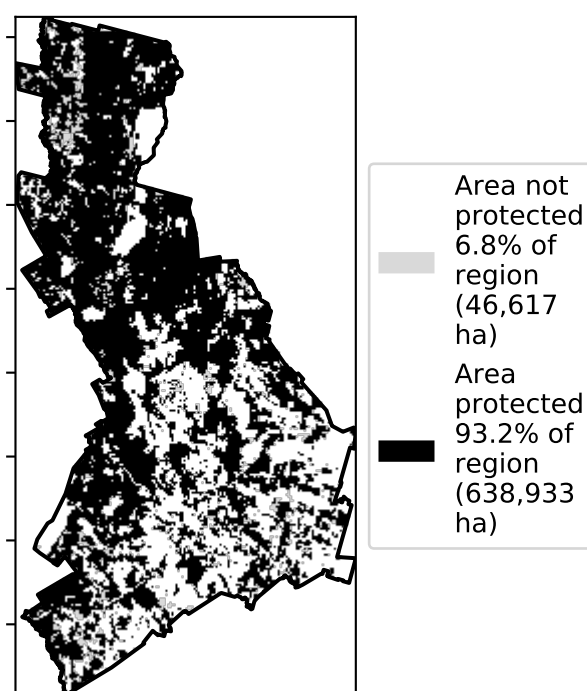 Area not
protected
6.8% of
region
(46,617
ha)
Area
protected
93.2% of
region
(638,933
ha)